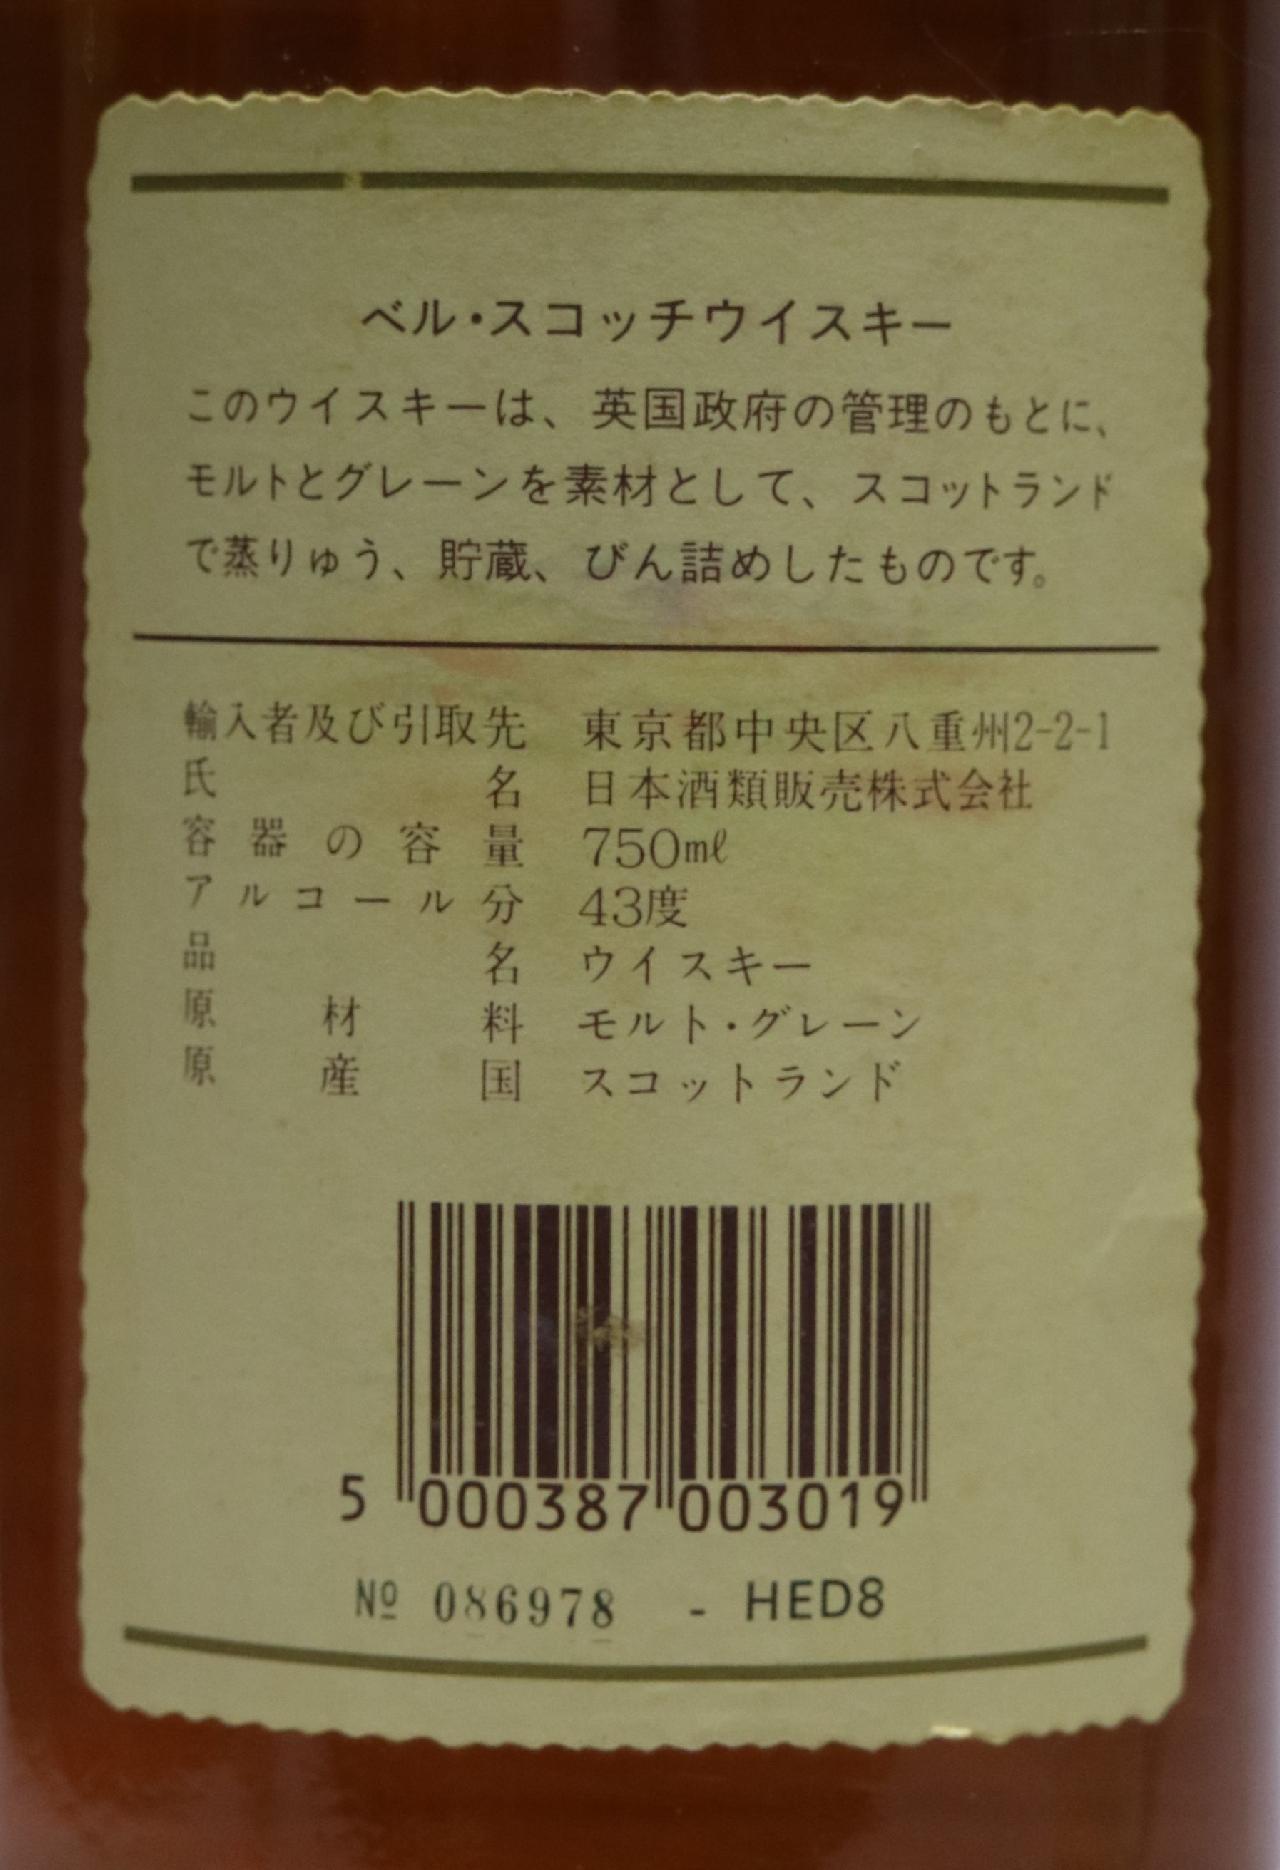 ベル・スコッチウイスキー
このウイスキーは、英国政府の管理のもとに、
モルトとグレーンを素材として、スコットランド
で蒸りゅう、貯蔵、びん詰めしたものです。
輸入者及び引取先 東京都中央区八重州2-2-1
氏名 日本酒類販売株式会社
容器の容量 750mℓ
アルコール分 43度
品名 ウイスキー
原材料 モルト・グレーン
原産国 スコットランド
5 000387 003019
№ 086978 - HED8